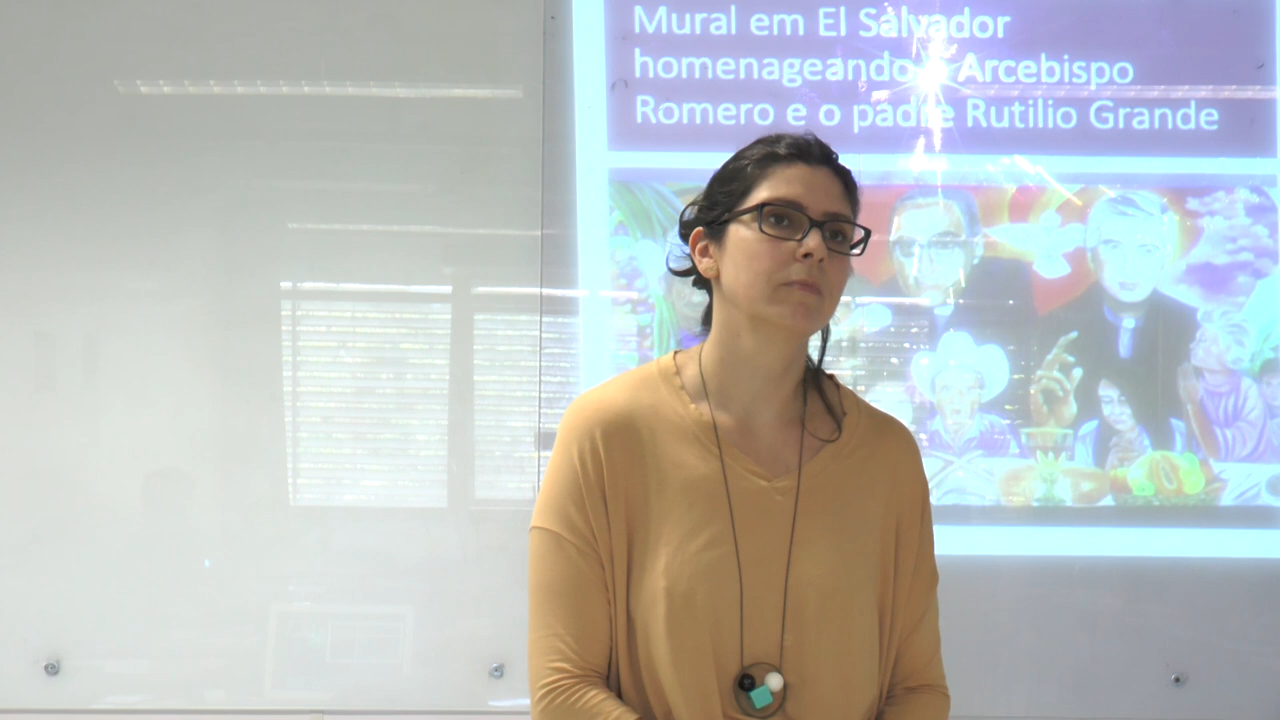 Mural em El Salvador
homenageando o Arcebispo
Romero e o padre Rutilio Grande